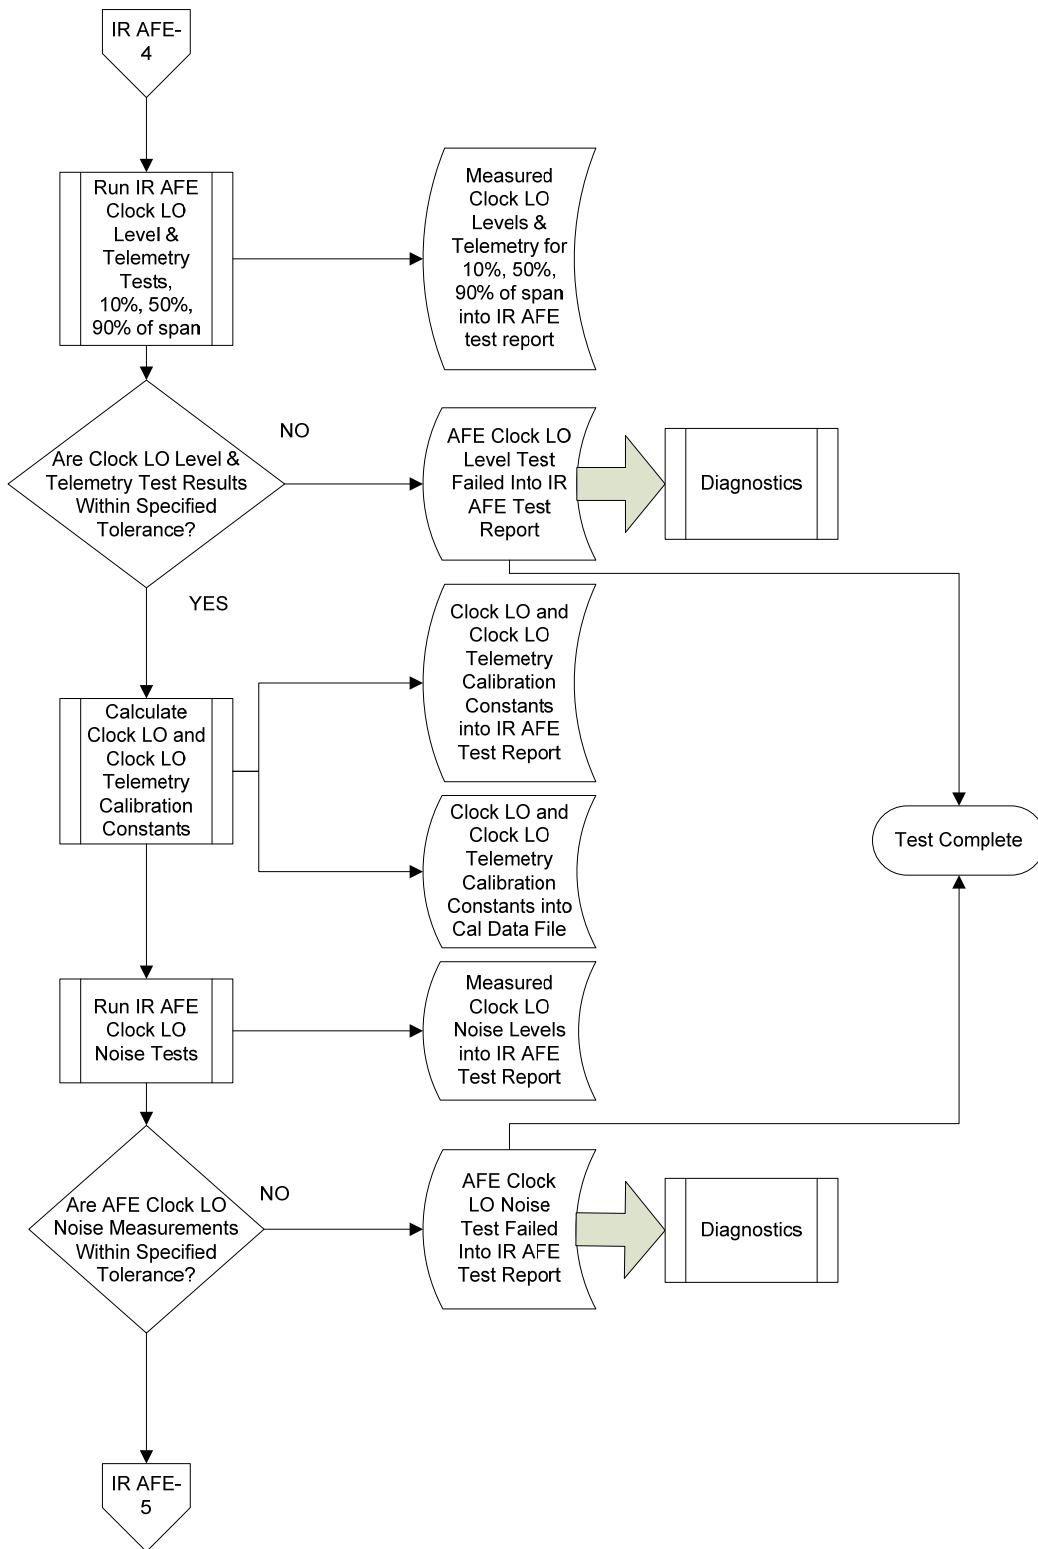 IR AFE-
4
Run IR AFE
Clock LO
Level &
Telemetry
Tests,
10%, 50%,
90% of span
Measured
Clock LO
Levels &
Telemetry for
10%, 50%,
90% of span
into IR AFE
test report
Are Clock LO Level &
Telemetry Test Results
Within Specified
Tolerance?
NO
AFE Clock LO
Level Test
Failed Into IR
AFE Test
Report
Diagnostics
YES
Clock LO and
Clock LO
Telemetry
Calibration
Constants
into IR AFE
Test Report
Calculate
Clock LO and
Clock LO
Telemetry
Calibration
Constants
Clock LO and
Clock LO
Telemetry
Calibration
Constants into
Cal Data File
Test Complete
Run IR AFE
Clock LO
Noise Tests
Measured
Clock LO
Noise Levels
into IR AFE
Test Report
Are AFE Clock LO
Noise Measurements
Within Specified
Tolerance?
NO
AFE Clock
LO Noise
Test Failed
Into IR AFE
Test Report
Diagnostics
IR AFE-
5